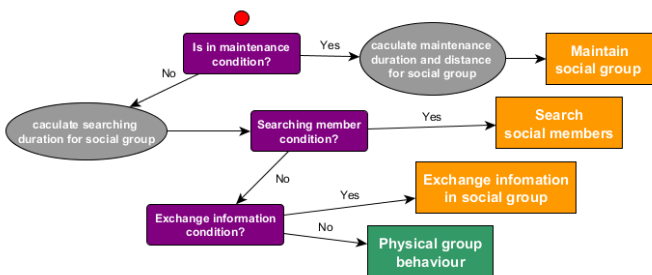 Is in maintenance
condition?
Yes
caculate maintenance
duration and distance
for social group
Maintain
social group
No
caculate searching
duration for social group
Searching member
condition?
Yes
Search
social members
No
Exchange information
condition?
Yes
Exchange infomation
in social group
No
Physical group
behaviour